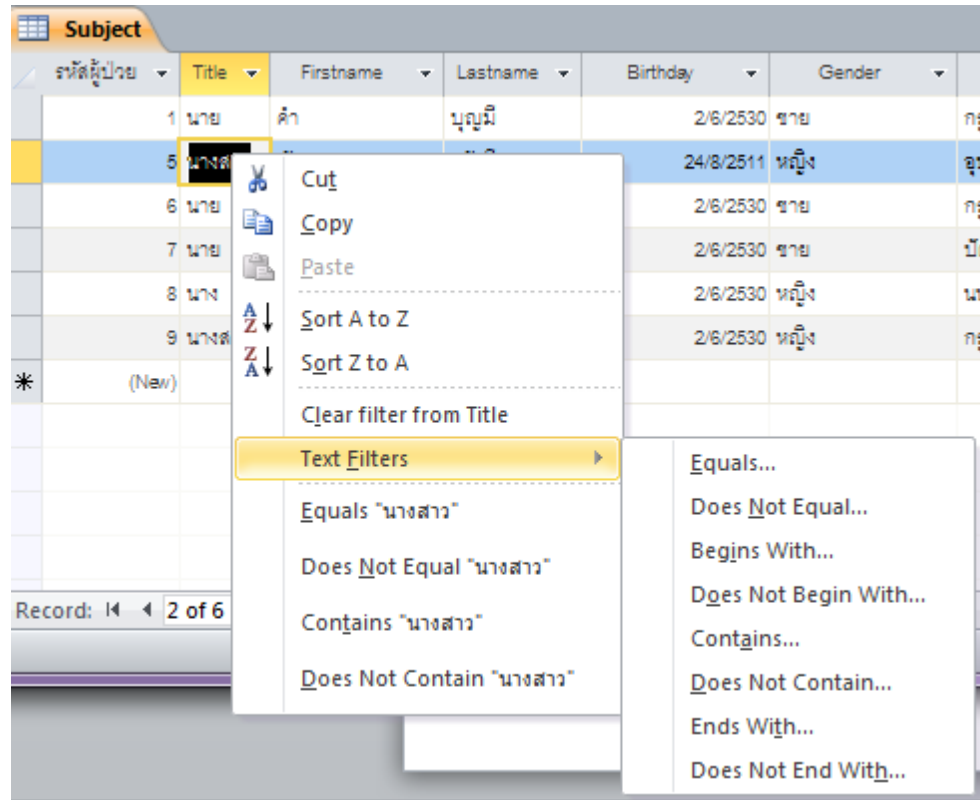 Subject
รหัสผู้ป่วย Title Firstname Lastname Birthday Gender
1 นาย คำ บุญมี 2/6/2530 ชาย
5 24/8/2511 หญิง
6 นาย 2/6/2530 ชาย
7 นาย 2/6/2530 ชาย
8 นาง 2/6/2530 หญิง
9 2/6/2530 หญิง
(New)
Cut
Copy
Paste
Sort A to Z
Sort Z to A
Clear filter from Title
Text Filters
Equals "นางสาว"
Does Not Equal "นางสาว"
Contains "นางสาว"
Does Not Contain "นางสาว"
Equals...
Does Not Equal...
Begins With...
Does Not Begin With...
Contains...
Does Not Contain...
Ends With...
Does Not End With...
Record: 2 of 6